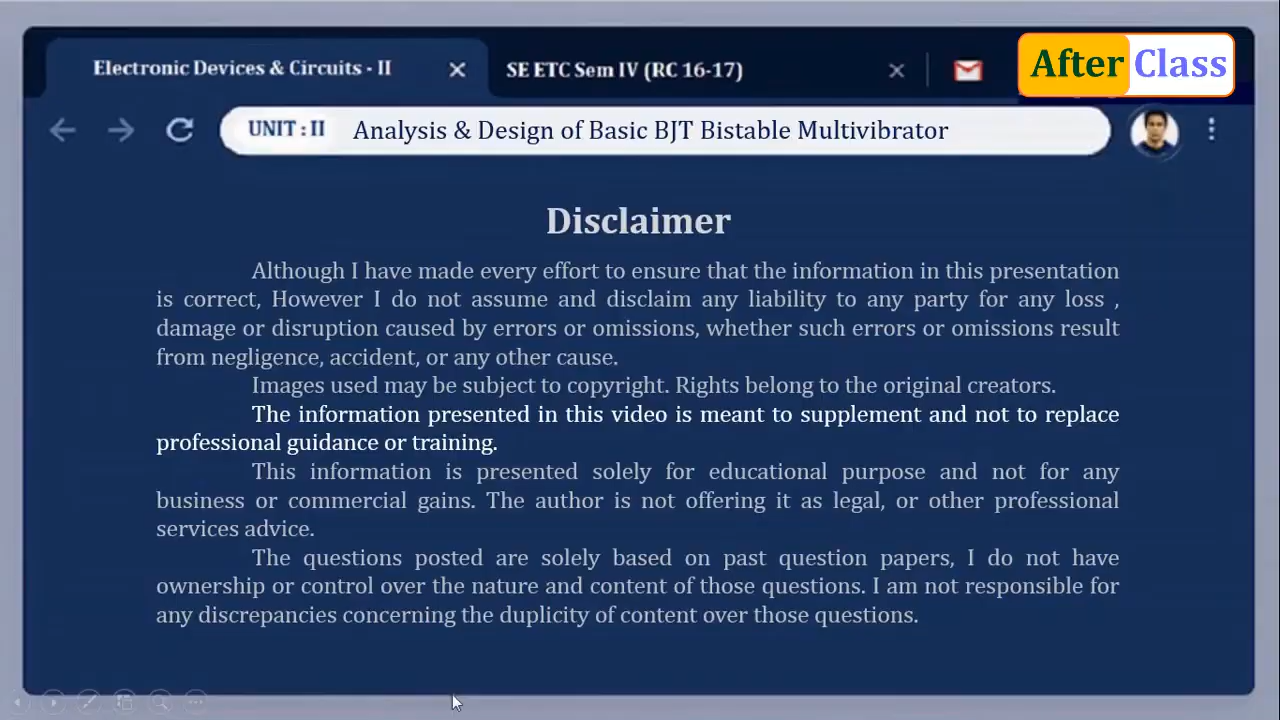 Electronic Devices & Circuits - II
SE ETC Sem IV (RC 16-17)
After Class
UNIT : II Analysis & Design of Basic BJT Bistable Multivibrator
Disclaimer
Although I have made every effort to ensure that the information in this presentation
is correct, However I do not assume and disclaim any liability to any party for any loss ,
damage or disruption caused by errors or omissions, whether such errors or omissions result
from negligence, accident, or any other cause.
Images used may be subject to copyright. Rights belong to the original creators.
The information presented in this video is meant to supplement and not to replace
professional guidance or training.
This information is presented solely for educational purpose and not for any
business or commercial gains. The author is not offering it as legal, or other professional
services advice.
The questions posted are solely based on past question papers, I do not have
ownership or control over the nature and content of those questions. I am not responsible for
any discrepancies concerning the duplicity of content over those questions.